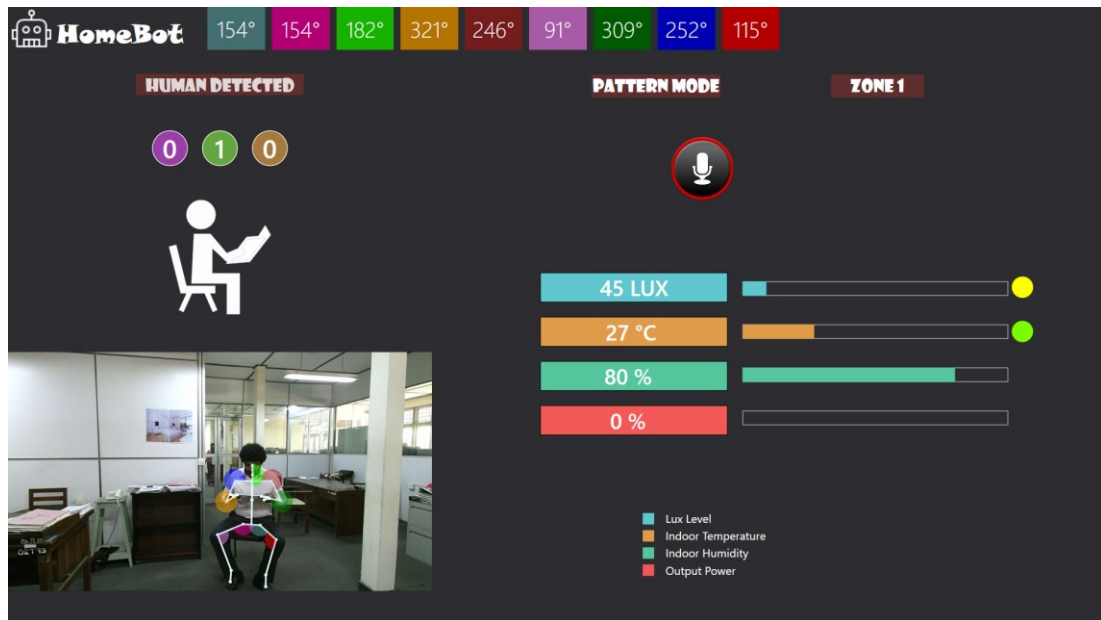 HomeBot 154° 154° 182° 321° 246° 91° 309° 252° 115°
HUMAN DETECTED
PATTERN MODE
ZONE 1
0 1 0
45 LUX
27 °C
80 %
0 %
Lux Level
Indoor Temperature
Indoor Humidity
Output Power